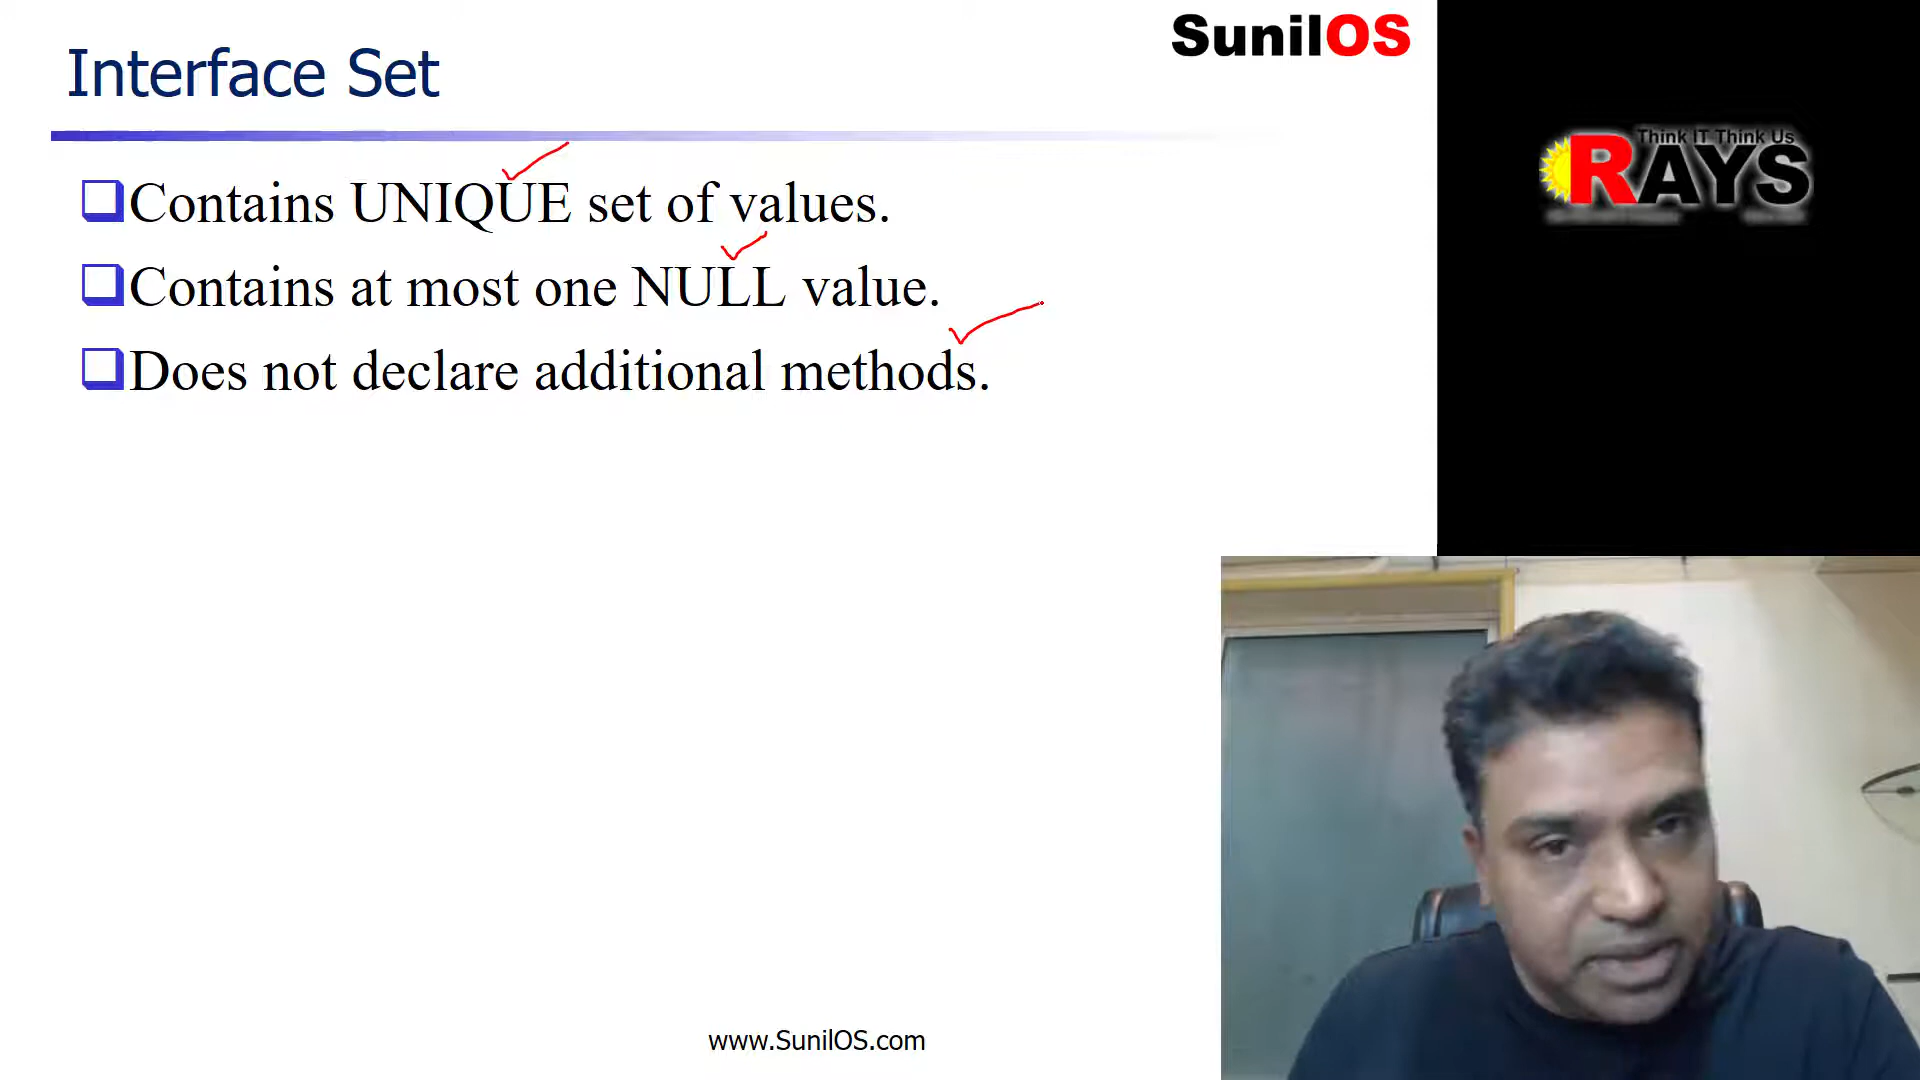 SunilOS
Interface Set
Think IT Think Us
RAYS
Contains UNIQUE set of values.
Contains at most one NULL value.
Does not declare additional methods.
www.SunilOS.com